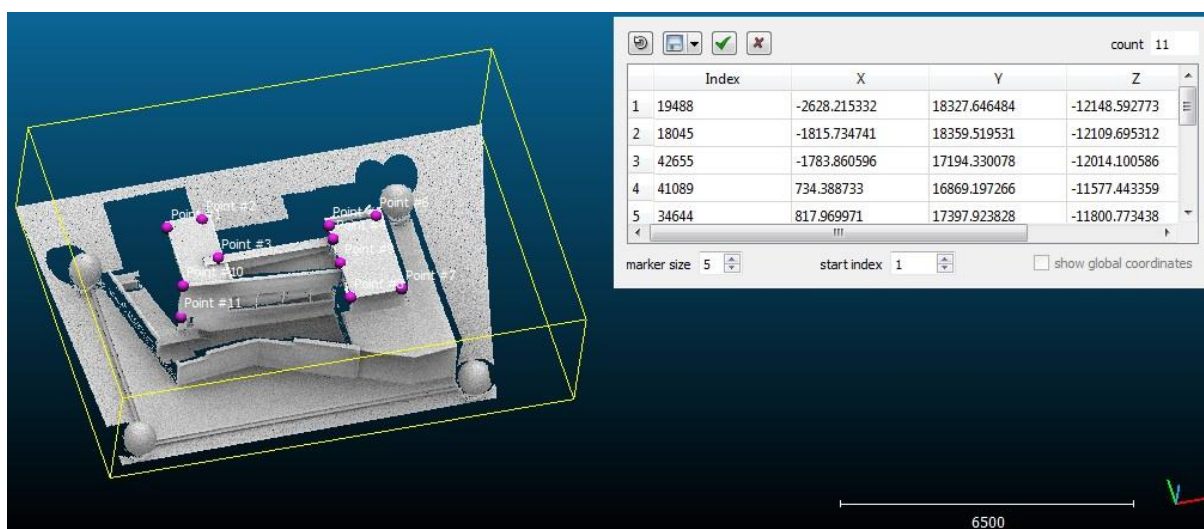 count 11
Index X Y Z
1 19488 -2628.215332 18327.646484 -12148.592773
2 18045 -1815.734741 18359.519531 -12109.695312
3 42655 -1783.860596 17194.330078 -12014.100586
4 41089 734.388733 16869.197266 -11577.443359
5 34644 817.969971 17397.923828 -11800.773438
marker size 5 start index 1 show global coordinates
Point #2
Point #3
Point #10
Point #7
Point #11
6500